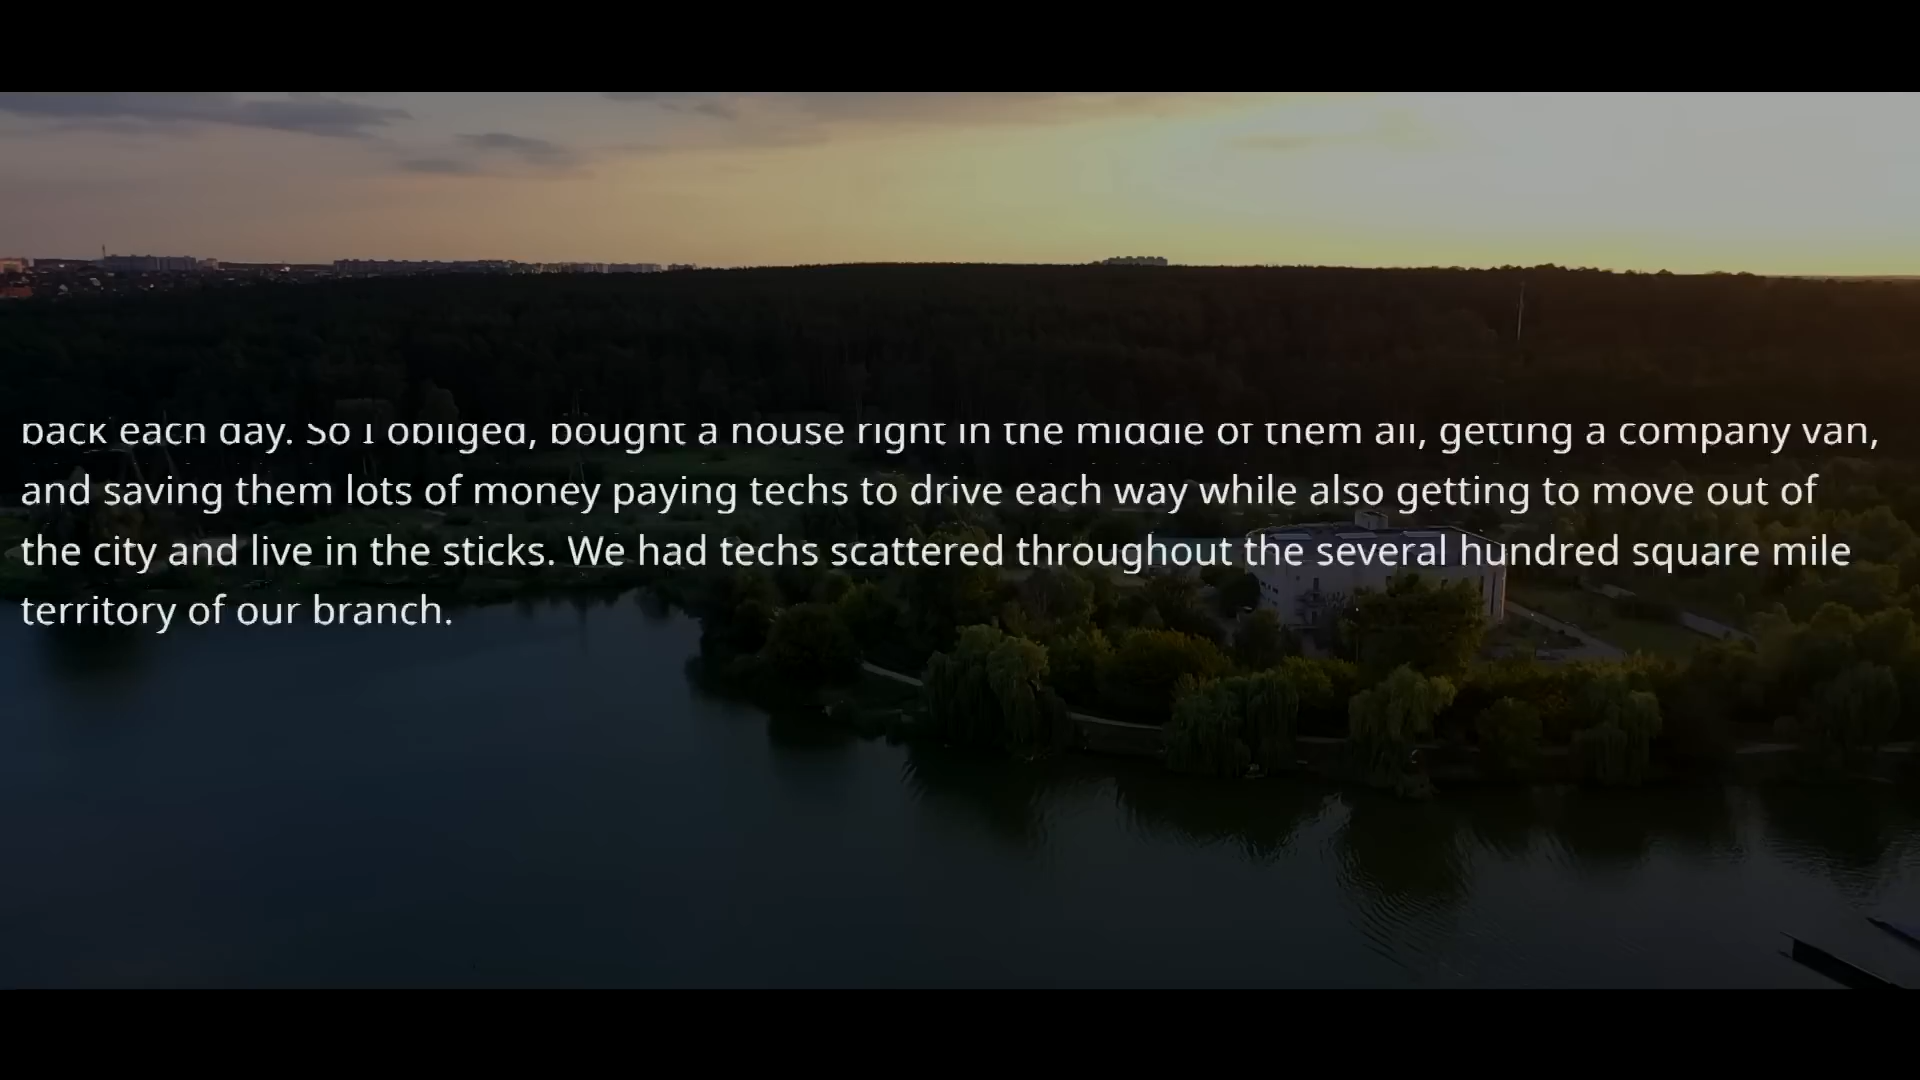 back each day. So I obliged, bought a house right in the middle of them all, getting a company van,
and saving them lots of money paying techs to drive each way while also getting to move out of
the city and live in the sticks. We had techs scattered throughout the several hundred square mile
territory of our branch.